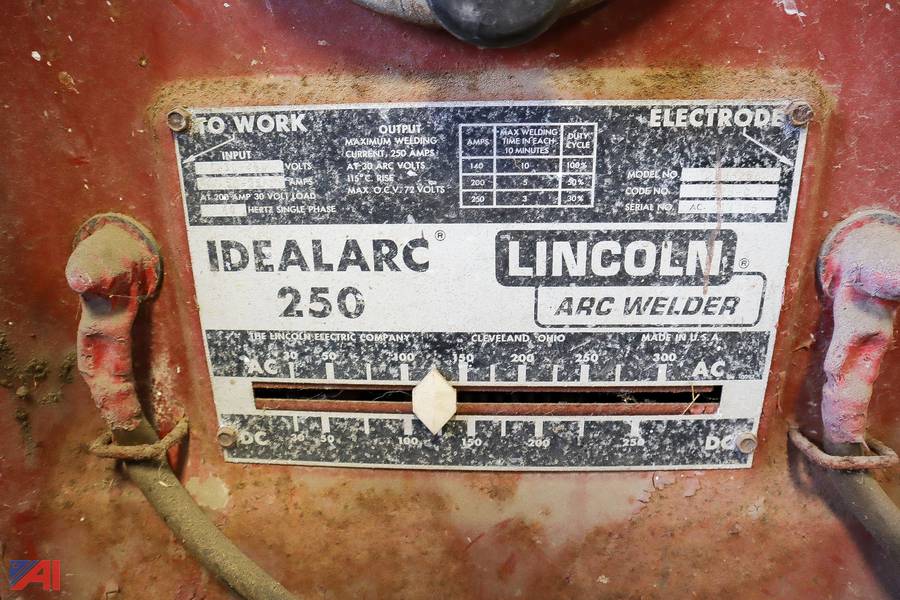 TO WORK
INPUT
VOLTS
AMPS
AT 200 AMP 30 VOLT LOAD
HERTZ SINGLE PHASE
OUTPUT
MAXIMUM WELDING
CURRENT, 250 AMPS
AT 30 ARC VOLTS
115°C RISE
MAX O.C.V. 72 VOLTS
AMPS MAX WELDING TIME IN EACH 10 MINUTES DUTY CYCLE
160 10 100%
200 5 50%
250 3 30%
ELECTRODE
MODEL NO.
CODE NO.
SERIAL NO. AC-
IDEALARC®
250
LINCOLN®
ARC WELDER
THE LINCOLN ELECTRIC COMPANY CLEVELAND, OHIO MADE IN U.S.A.
AC 30 50 100 150 200 250 300 AC
DC 30 50 100 150 200 250 DC
AI